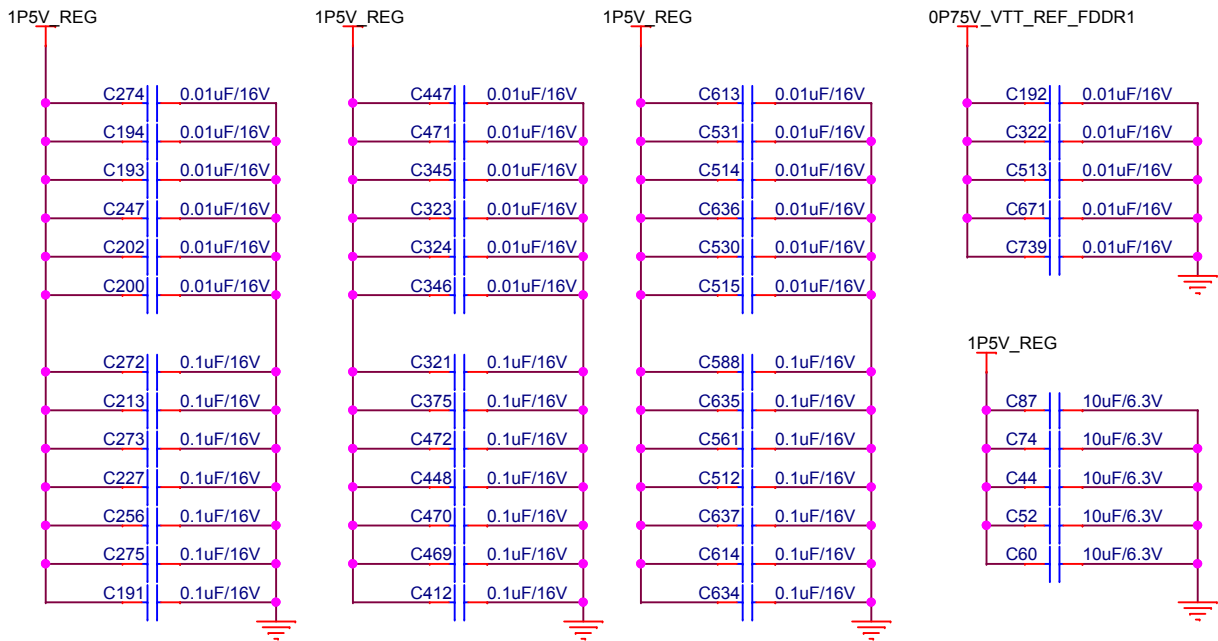 1P5V_REG 1P5V_REG 1P5V_REG 0P75V_VTT_REF_FDDR1
C274 0.01uF/16V C447 0.01uF/16V C613 0.01uF/16V C192 0.01uF/16V
C194 0.01uF/16V C471 0.01uF/16V C531 0.01uF/16V C322 0.01uF/16V
C193 0.01uF/16V C345 0.01uF/16V C514 0.01uF/16V C513 0.01uF/16V
C247 0.01uF/16V C323 0.01uF/16V C636 0.01uF/16V C671 0.01uF/16V
C202 0.01uF/16V C324 0.01uF/16V C530 0.01uF/16V C739 0.01uF/16V
C200 0.01uF/16V C346 0.01uF/16V C515 0.01uF/16V
1P5V_REG
C272 0.1uF/16V C321 0.1uF/16V C588 0.1uF/16V
C213 0.1uF/16V C375 0.1uF/16V C635 0.1uF/16V C87 10uF/6.3V
C273 0.1uF/16V C472 0.1uF/16V C561 0.1uF/16V C74 10uF/6.3V
C227 0.1uF/16V C448 0.1uF/16V C512 0.1uF/16V C44 10uF/6.3V
C256 0.1uF/16V C470 0.1uF/16V C637 0.1uF/16V C52 10uF/6.3V
C275 0.1uF/16V C469 0.1uF/16V C614 0.1uF/16V C60 10uF/6.3V
C191 0.1uF/16V C412 0.1uF/16V C634 0.1uF/16V